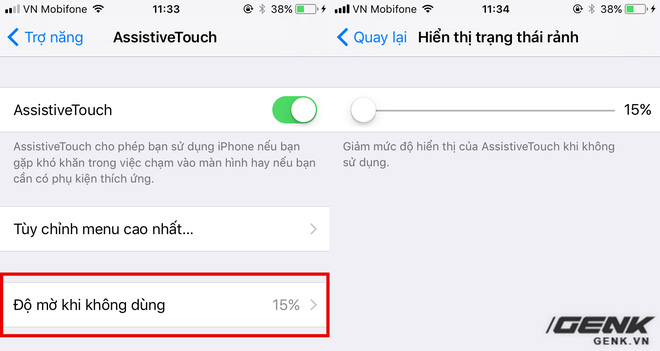 VN Mobifone 11:33 38%
Trợ năng AssistiveTouch
AssistiveTouch
AssistiveTouch cho phép bạn sử dụng iPhone nếu bạn
gặp khó khăn trong việc chạm vào màn hình hay nếu bạn
cần có phụ kiện thích ứng.
Tùy chỉnh menu cao nhất...
Độ mờ khi không dùng 15%
VN Mobifone 11:34 38%
Quay lại Hiển thị trạng thái rảnh
15%
Giảm mức độ hiển thị của AssistiveTouch khi không
sử dụng.
GENK
GENK.VN